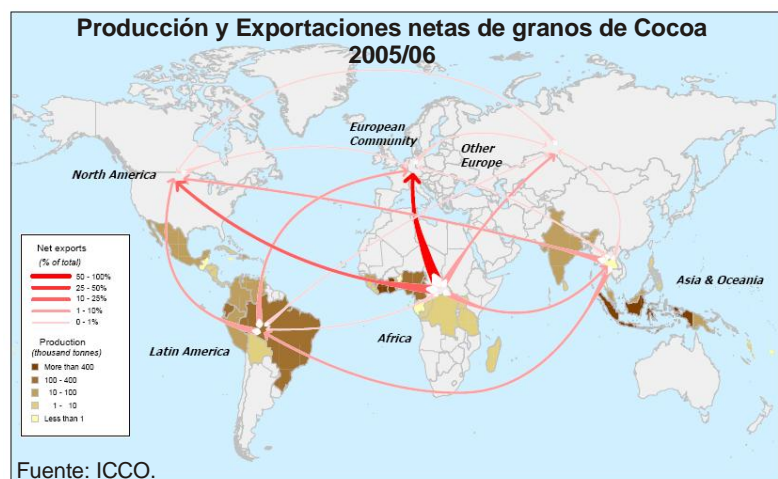 Producción y Exportaciones netas de granos de Cocoa
2005/06
European
Community
Other
Europe
North America
Net exports
(% of total)
50 - 100%
25 - 50%
10 - 25%
1 - 10%
0 - 1%
Asia & Oceania
Africa
Latin America
Production
(thousand tonnes)
More than 400
100 - 400
10 - 100
1 - 10
Less than 1
Fuente: ICCO.